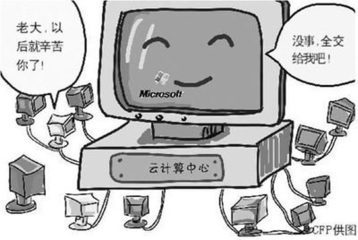 老大，以
后就辛苦
你了！
没事，全交
给我吧！
Microsoft
云计算中心
CFP供图